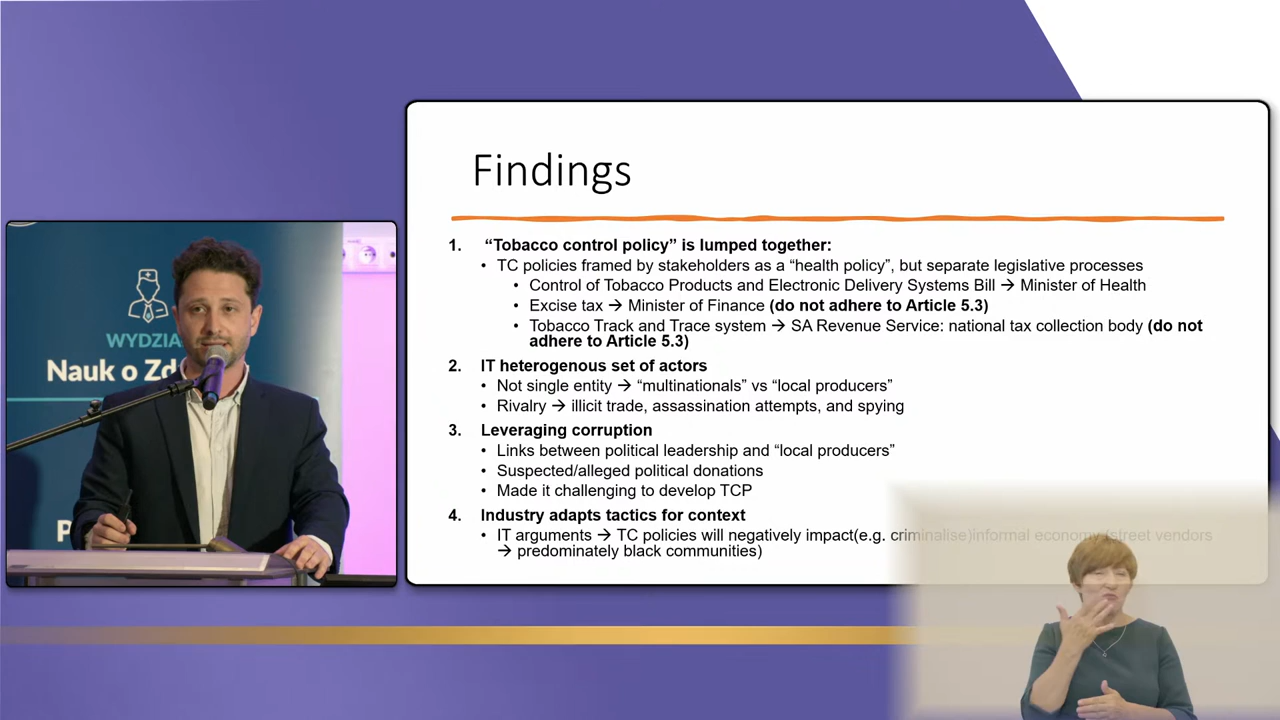 Findings
1. “Tobacco control policy” is lumped together:
• TC policies framed by stakeholders as a “health policy”, but separate legislative processes
• Control of Tobacco Products and Electronic Delivery Systems Bill → Minister of Health
• Excise tax → Minister of Finance (do not adhere to Article 5.3)
• Tobacco Track and Trace system → SA Revenue Service: national tax collection body (do not
adhere to Article 5.3)
2. IT heterogenous set of actors
• Not single entity → “multinationals” vs “local producers”
• Rivalry → illicit trade, assassination attempts, and spying
3. Leveraging corruption
• Links between political leadership and “local producers”
• Suspected/alleged political donations
• Made it challenging to develop TCP
4. Industry adapts tactics for context
• IT arguments → TC policies will negatively impact(e.g. criminalise)informal economy (street vendors
→ predominately black communities)
WYDZIA
Nauk o Zd
P